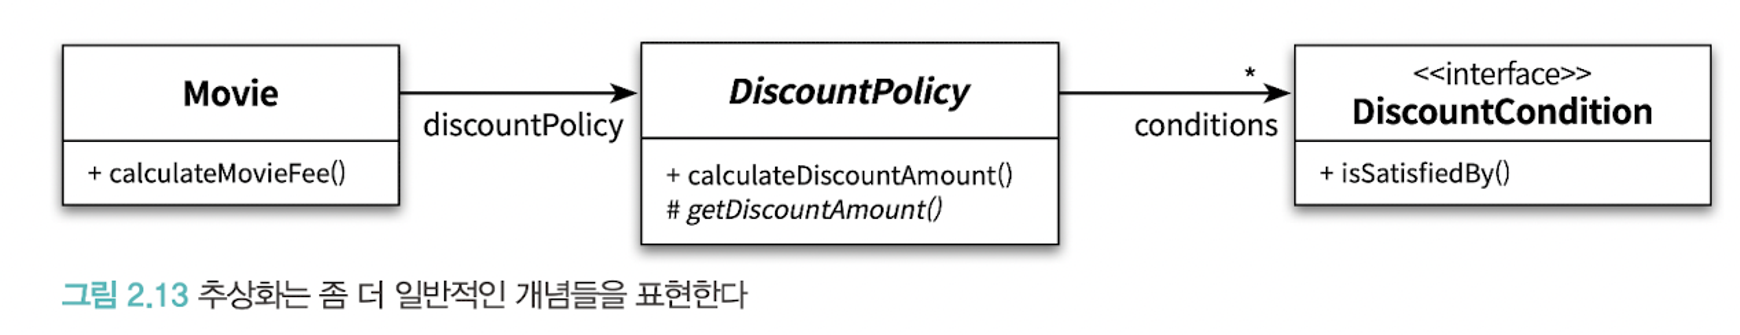 Movie
+ calculateMovieFee()
discountPolicy
DiscountPolicy
+ calculateDiscountAmount()
# getDiscountAmount()
*
conditions
<<interface>>
DiscountCondition
+ isSatisfiedBy()
그림 2.13 추상화는 좀 더 일반적인 개념들을 표현한다